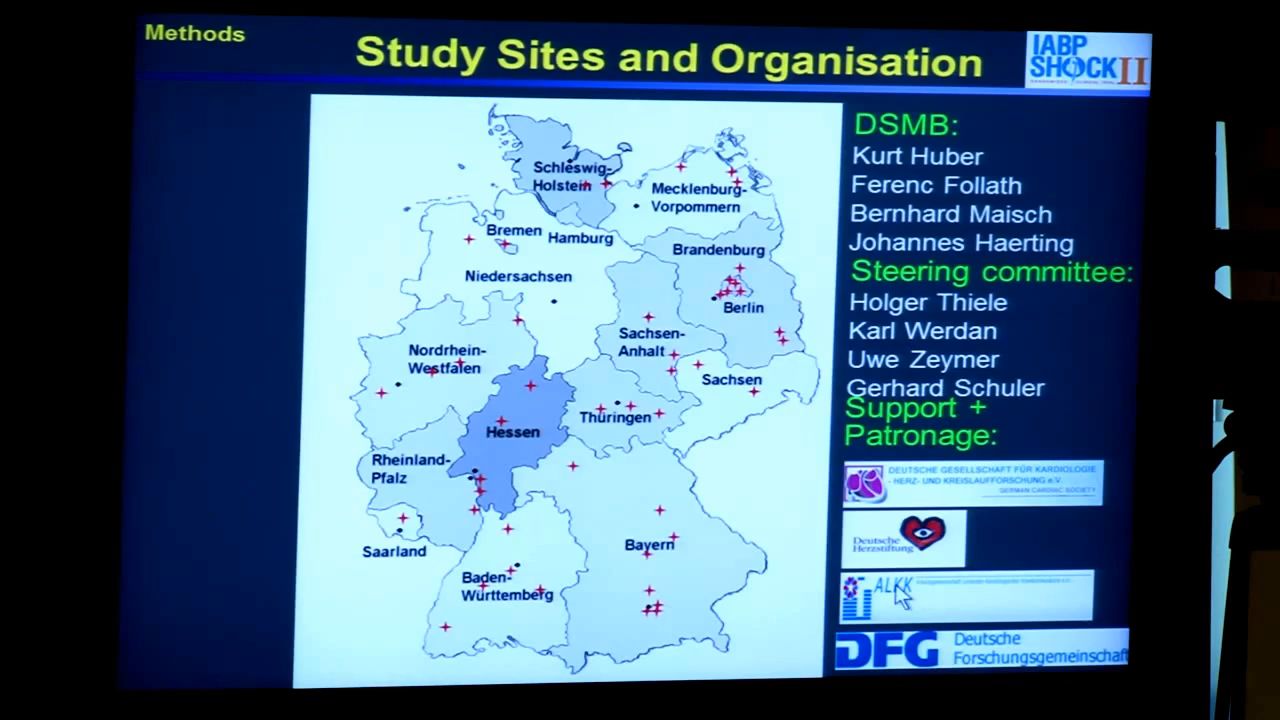 Methods
Study Sites and Organisation
IABP
SHOCK II
Schleswig-
Holstein
Mecklenburg-
Vorpommern
Bremen
Hamburg
Brandenburg
Niedersachsen
Berlin
Sachsen-
Anhalt
Nordrhein-
Westfalen
Sachsen
Thüringen
Hessen
Rheinland-
Pfalz
Saarland
Bayern
Baden-
Württemberg
DSMB:
Kurt Huber
Ferenc Follath
Bernhard Maisch
Johannes Haerting
Steering committee:
Holger Thiele
Karl Werdan
Uwe Zeymer
Gerhard Schuler
Support +
Patronage:
DEUTSCHE GESELLSCHAFT FÜR KARDIOLOGIE
- HERZ- UND KREISLAUFFORSCHUNG e.V.
GERMAN CARDIAC SOCIETY
Deutsche
Herzstiftung
ALKK
DFG Deutsche
Forschungsgemeinschaft